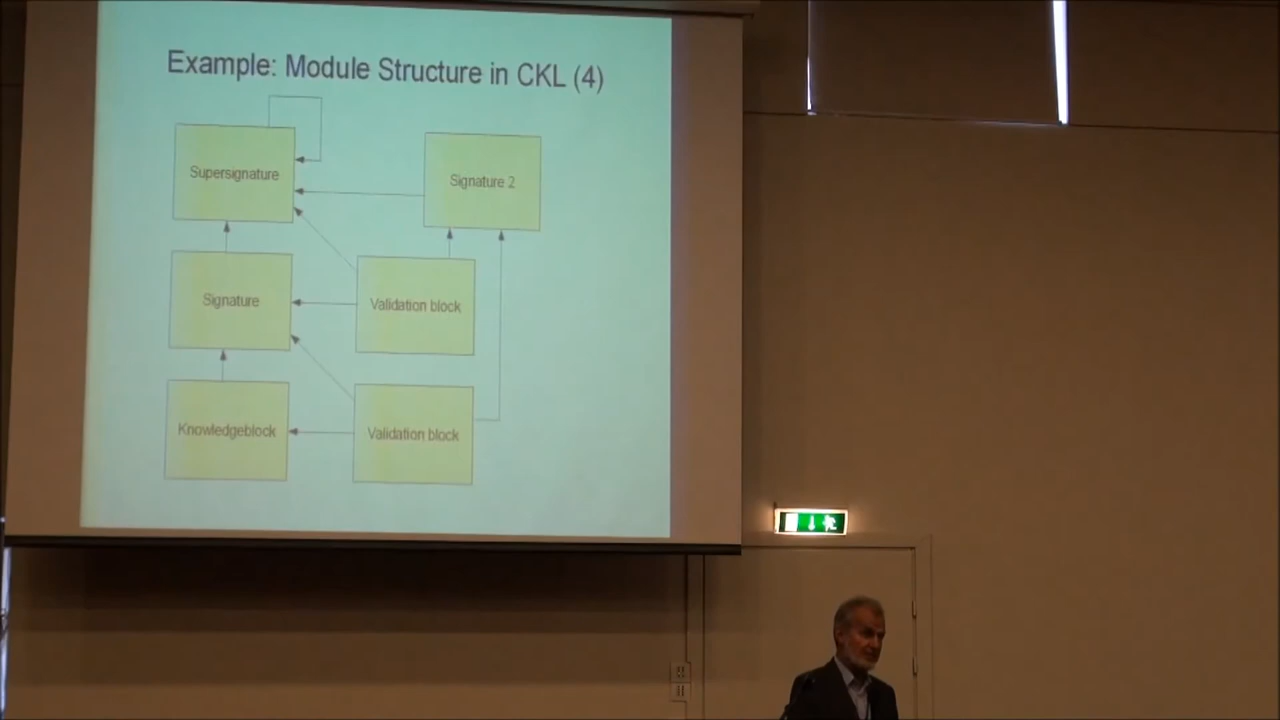 Example: Module Structure in CKL (4)
Supersignature
Signature 2
Signature
Validation block
Knowledgeblock
Validation block